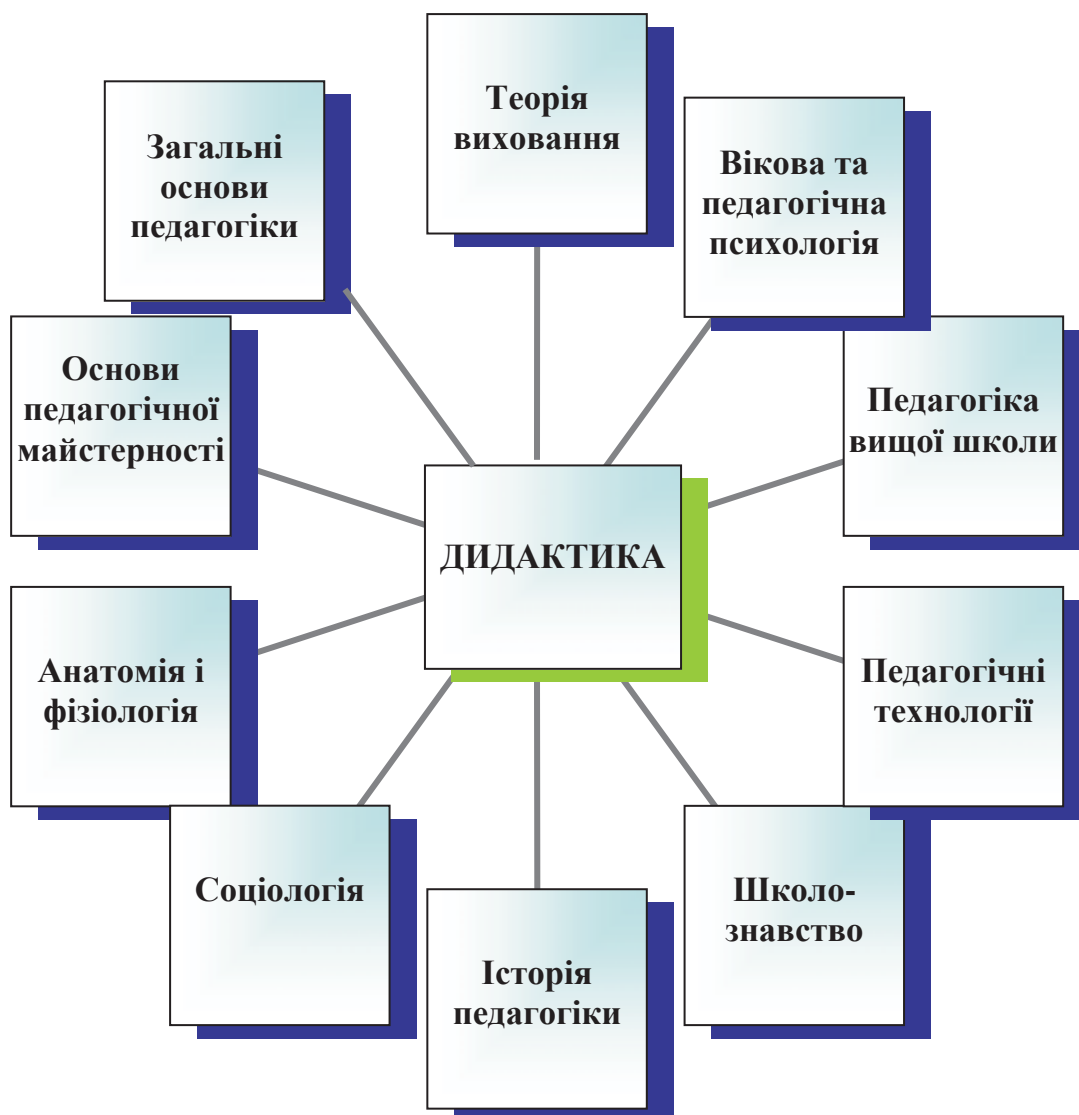 Теорія
виховання
Загальні
основи
педагогіки
Вікова та
педагогічна
психологія
Основи
педагогічної
майстерності
Педагогіка
вищої школи
ДИДАКТИКА
Анатомія і
фізіологія
Педагогічні
технології
Соціологія
Школо-
знавство
Історія
педагогіки